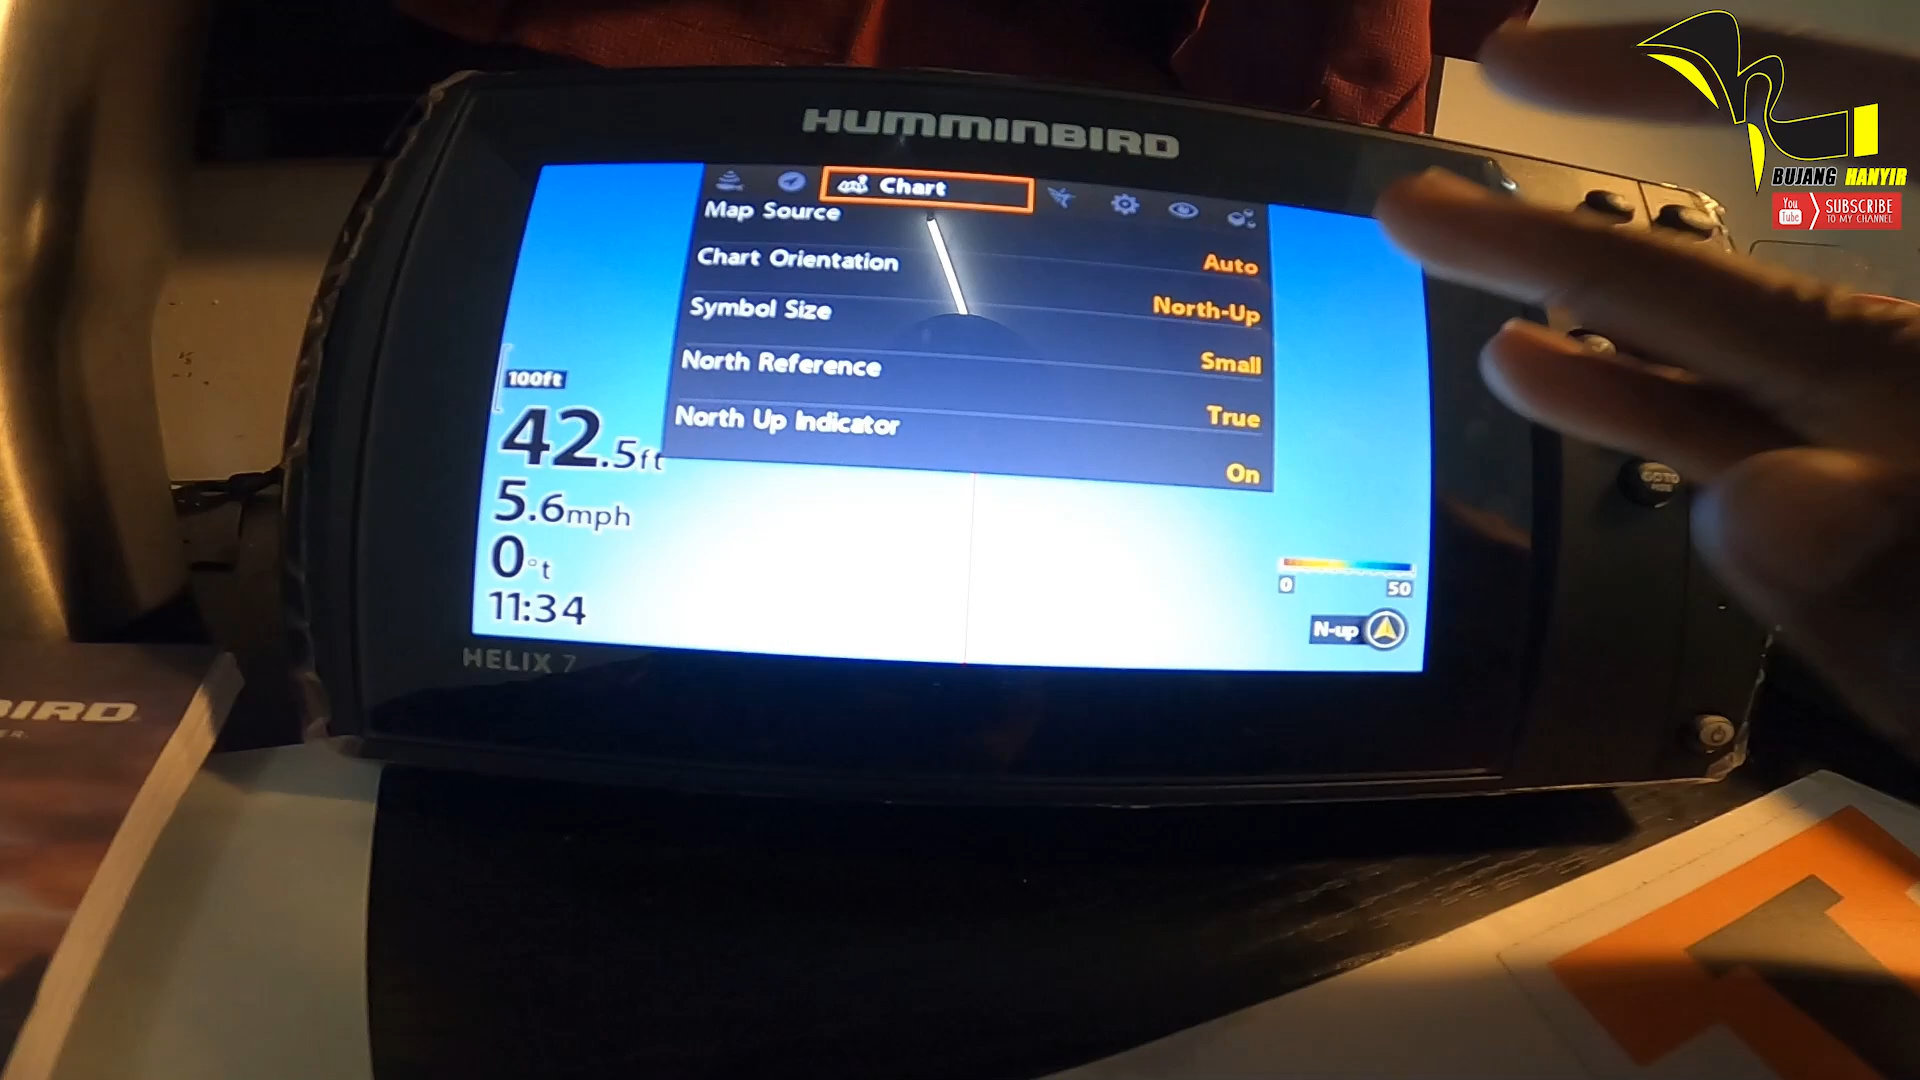 HUMMINBIRD
Chart
Map Source Auto
Chart Orientation North-Up
Symbol Size Small
North Reference True
North Up Indicator On
100ft
42.5ft
5.6mph
0°t
11:34
0 50
N-up
HELIX 7
BIRD
BUJANG HANYIR
You Tube
SUBSCRIBE
TO MY CHANNEL